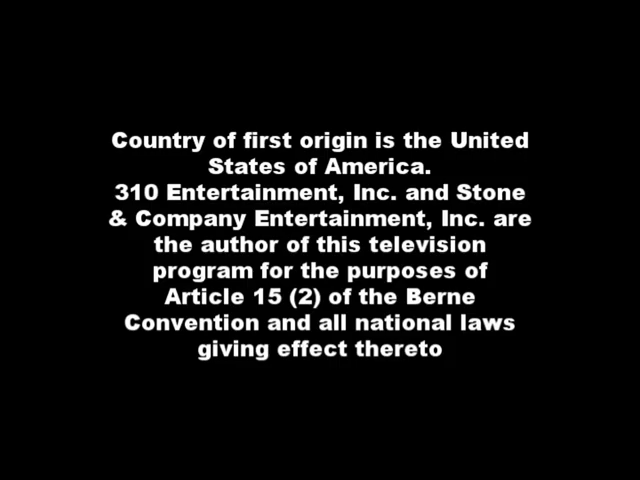 Country of first origin is the United
States of America.
310 Entertainment, Inc. and Stone
& Company Entertainment, Inc. are
the author of this television
program for the purposes of
Article 15 (2) of the Berne
Convention and all national laws
giving effect thereto